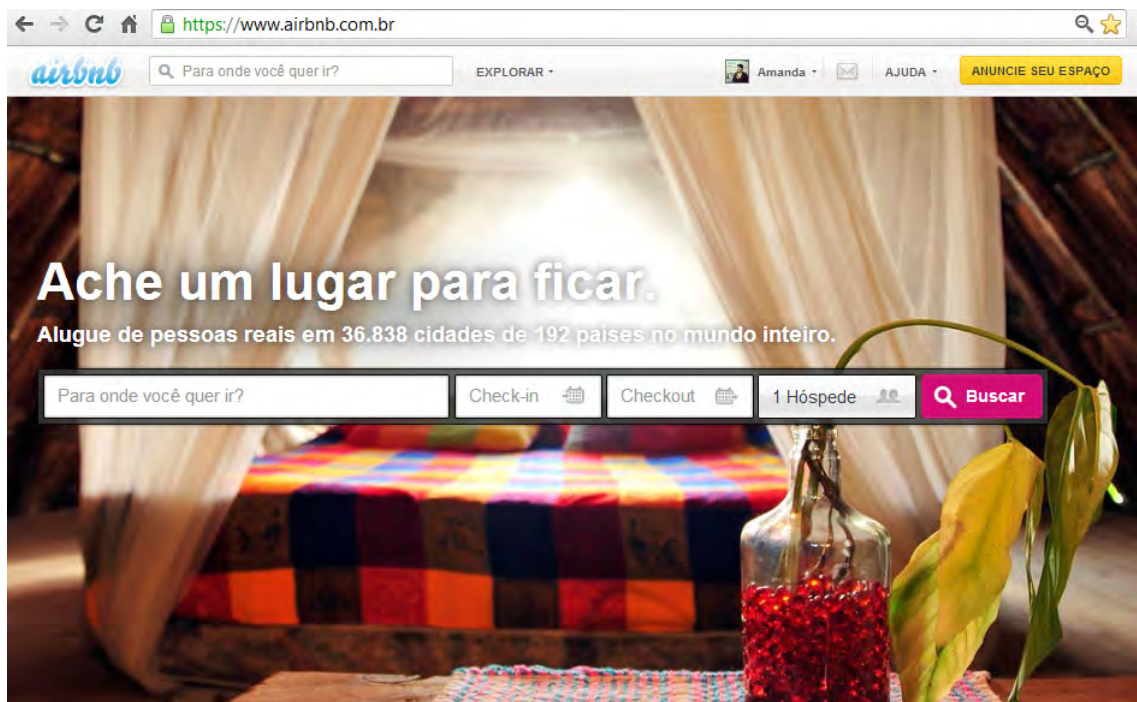 https://www.airbnb.com.br
airbnb
Para onde você quer ir?
EXPLORAR
Amanda
AJUDA
ANUNCIE SEU ESPAÇO
Ache um lugar para ficar.
Alugue de pessoas reais em 36.838 cidades de 192 países no mundo inteiro.
Para onde você quer ir?
Check-in
Checkout
1 Hóspede
Buscar